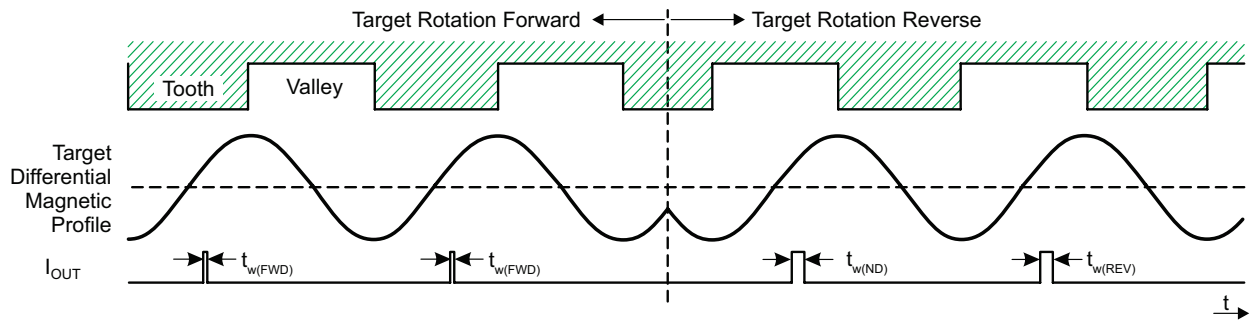 Target Rotation Forward
Target Rotation Reverse
Tooth
Valley
Target
Differential
Magnetic
Profile
I_OUT
t_w(FWD)
t_w(FWD)
t_w(ND)
t_w(REV)
t